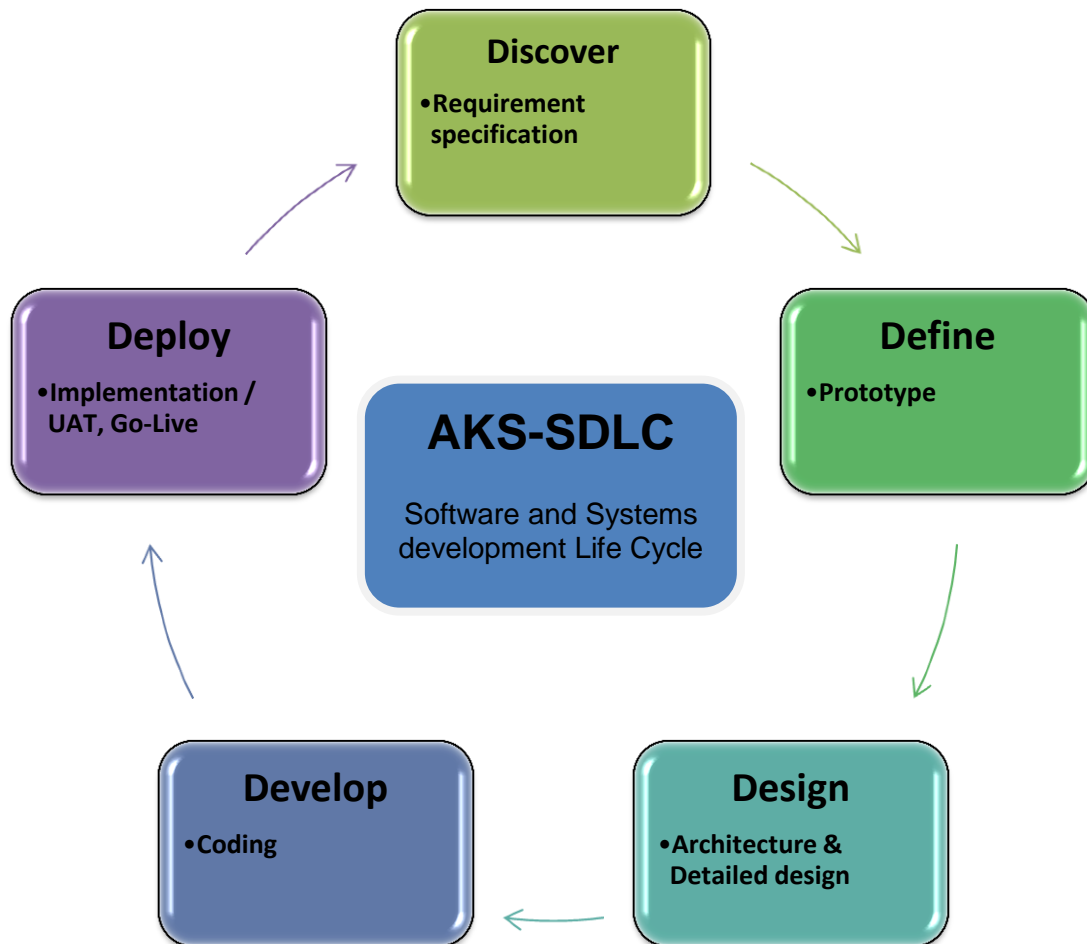 Discover
•Requirement
specification
Define
•Prototype
Design
•Architecture &
Detailed design
Develop
•Coding
Deploy
•Implementation /
UAT, Go-Live
AKS-SDLC
Software and Systems
development Life Cycle